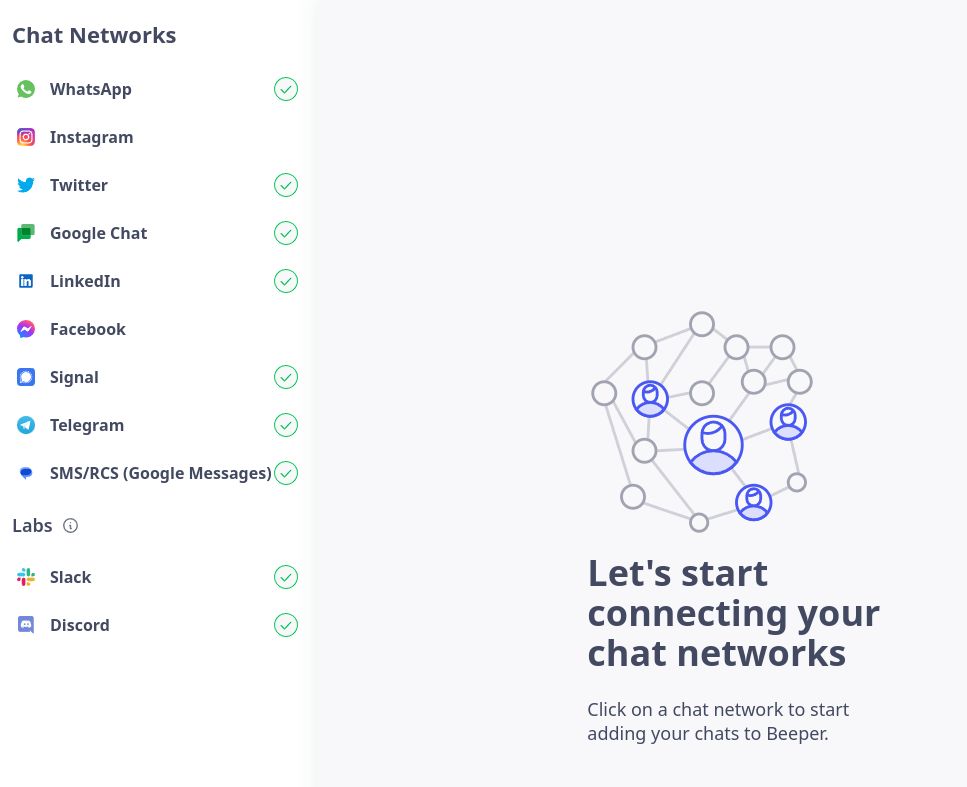 Chat Networks
WhatsApp
Instagram
Twitter
Google Chat
LinkedIn
Facebook
Signal
Telegram
SMS/RCS (Google Messages)
Labs
Slack
Discord
Let's start
connecting your
chat networks
Click on a chat network to start
adding your chats to Beeper.